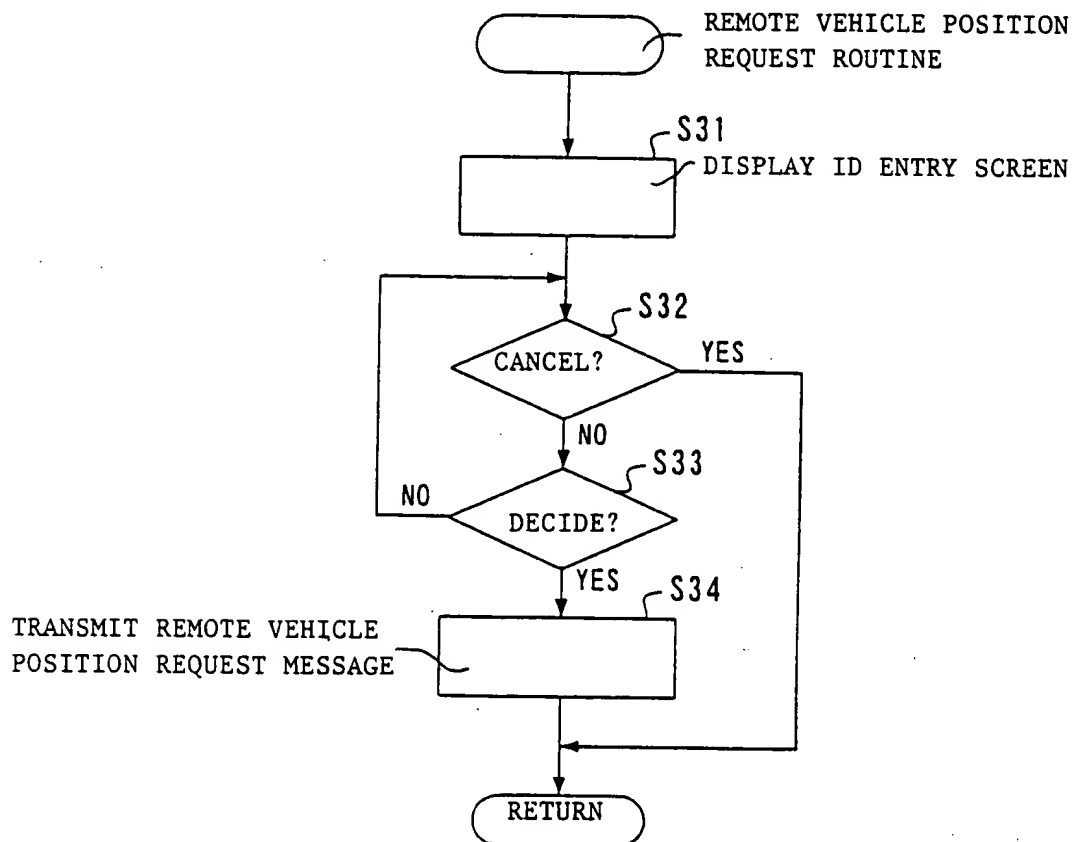 REMOTE VEHICLE POSITION
REQUEST ROUTINE
S31
DISPLAY ID ENTRY SCREEN
S32
CANCEL?
YES
NO
S33
NO
DECIDE?
YES
S34
TRANSMIT REMOTE VEHICLE
POSITION REQUEST MESSAGE
RETURN